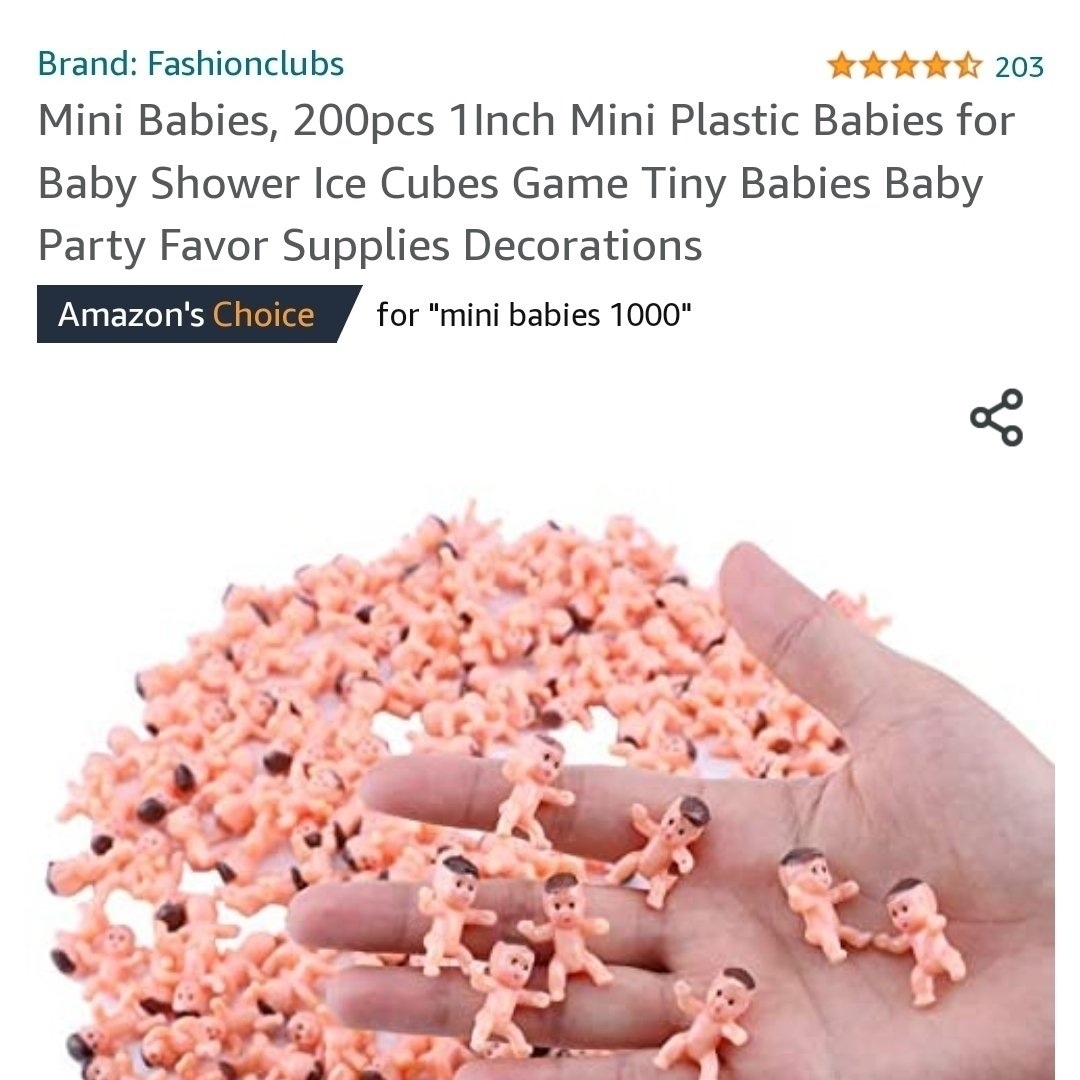 Brand: Fashionclubs
203
Mini Babies, 200pcs 1Inch Mini Plastic Babies for
Baby Shower Ice Cubes Game Tiny Babies Baby
Party Favor Supplies Decorations
Amazon's Choice for "mini babies 1000"